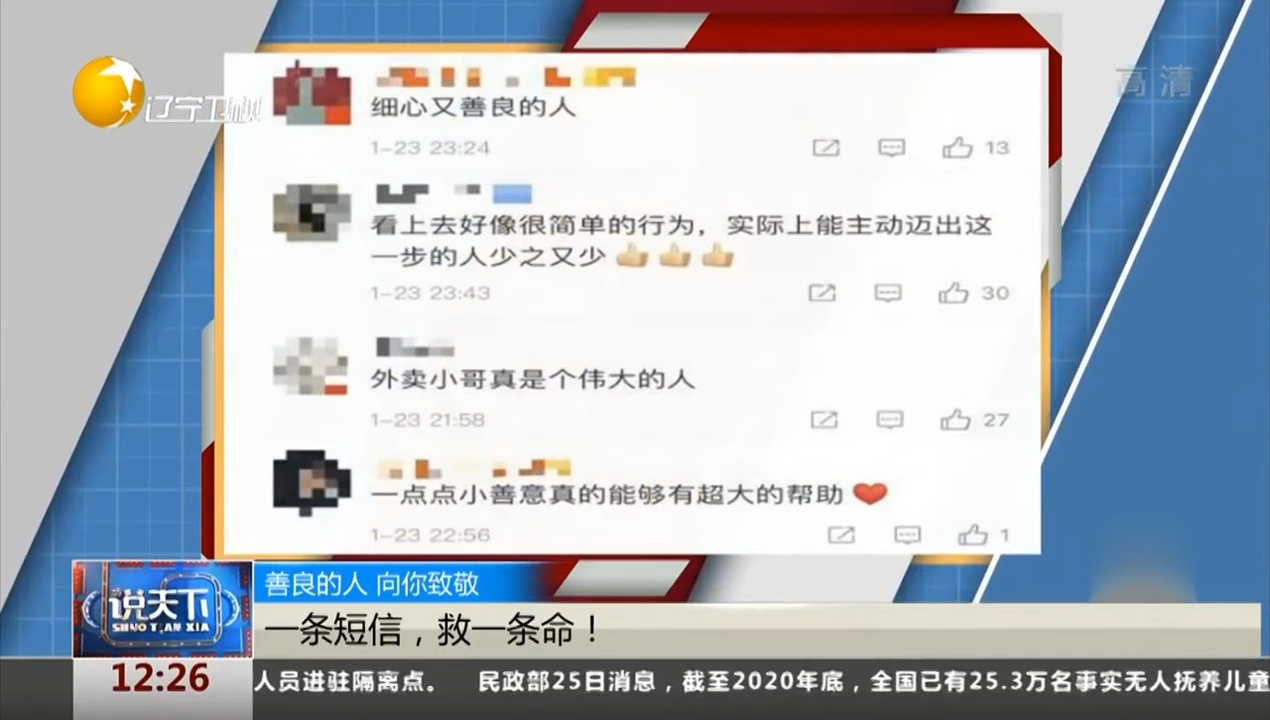 辽宁卫视
高清
细心又善良的人
1-23 23:24
13
看上去好像很简单的行为，实际上能主动迈出这
一步的人少之又少👍👍👍
1-23 23:43
30
外卖小哥真是个伟大的人
1-23 21:58
27
一点点小善意真的能够有超大的帮助❤️
1-23 22:56
1
说天下
SHUO TIAN XIA
善良的人 向你致敬
一条短信，救一条命！
12:26
人员进驻隔离点。 民政部25日消息，截至2020年底，全国已有25.3万名事实无人抚养儿童